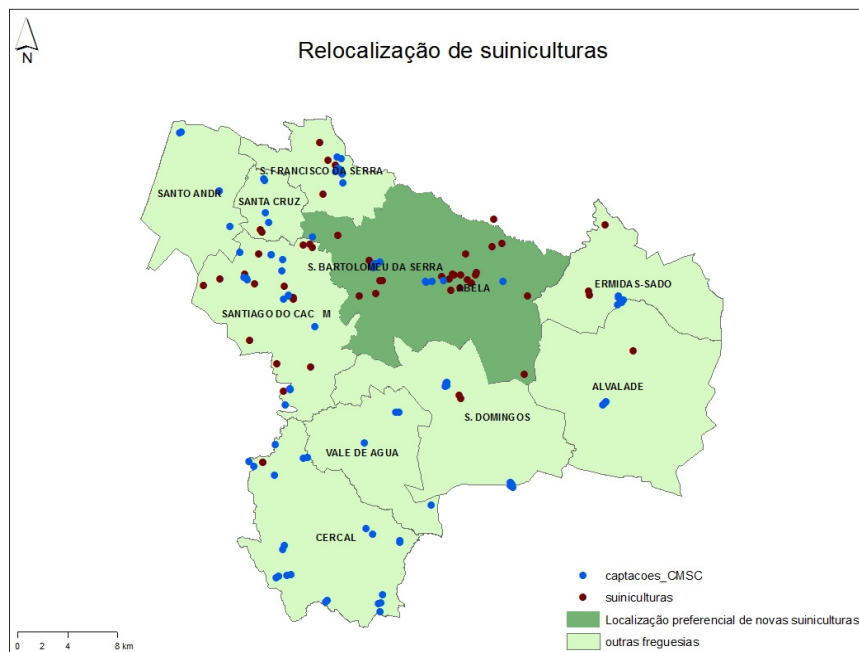 N
Relocalização de suiniculturas
S. FRANCISCO DA SERRA
SANTO ANDR
SANTA CRUZ
S. BARTOLOMEU DA SERRA
ABELA
ERMIDAS-SADO
SANTIAGO DO CAC M
ALVALADE
S. DOMINGOS
VALE DE AGUA
CERCAL
captacoes_CMSC
suiniculturas
Localização preferencial de novas suiniculturas
outras freguesias
0 2 4 8 km